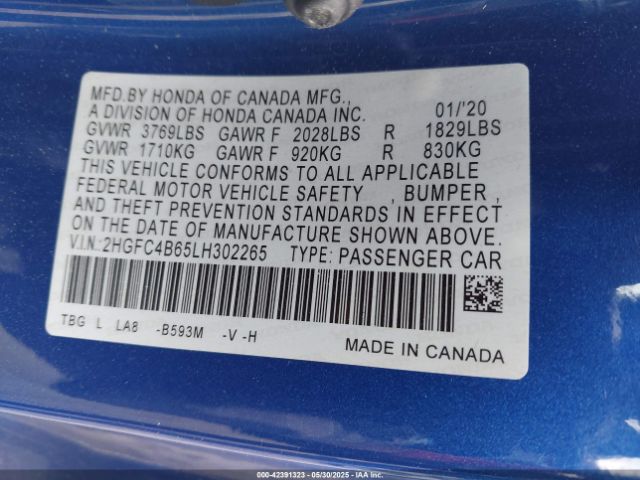 MFD.BY HONDA OF CANADA MFG.,
A DIVISION OF HONDA CANADA INC. 01/'20
GVWR 3769LBS GAWR F 2028LBS R 1829LBS
GVWR 1710KG GAWR F 920KG R 830KG
THIS VEHICLE CONFORMS TO ALL APPLICABLE
FEDERAL MOTOR VEHICLE SAFETY , BUMPER ,
AND THEFT PREVENTION STANDARDS IN EFFECT
ON THE DATE OF MANUFACTURE SHOWN ABOVE.
V.I.N.: 2HGFC4B65LH302265 TYPE: PASSENGER CAR
TBG L LA8 -B593M -V -H
MADE IN CANADA
000-42391323 — 05/30/2025 — IAA Inc.